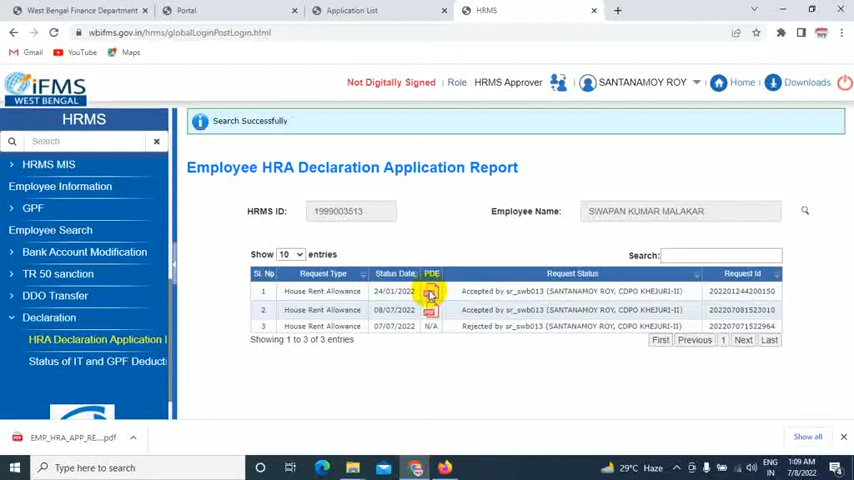 West Bengal Finance Department
Portal
Application List
HRMS
wbifms.gov.in/hrms/globalLoginPostLogin.html
Gmail
YouTube
Maps
iFMS
WEST BENGAL
Not Digitally Signed
Role : HRMS Approver
SANTANAMOY ROY
Home
Downloads
HRMS
Search
HRMS MIS
Employee Information
GPF
Employee Search
Bank Account Modification
TR 50 sanction
DDO Transfer
Declaration
HRA Declaration Application
Status of IT and GPF Deducti
Search Successfully
Employee HRA Declaration Application Report
HRMS ID: 1999003513
Employee Name: SWAPAN KUMAR MALAKAR
Show 10 entries
Search:
Sl. No Request Type Status Date PDF Request Status Request Id
1 House Rent Allowance 24/01/2022 Accepted by sr_swb013 (SANTANAMOY ROY, CDPO KHEJURI-II) 202201244200150
2 House Rent Allowance 08/07/2022 PDF Accepted by sr_swb013 (SANTANAMOY ROY, CDPO KHEJURI-II) 202207081523010
3 House Rent Allowance 07/07/2022 N/A Rejected by sr_swb013 (SANTANAMOY ROY, CDPO KHEJURI-II) 202207071522964
Showing 1 to 3 of 3 entries
First Previous 1 Next Last
EMP_HRA_APP_RE....pdf
Show all
Type here to search
29°C Haze
ENG
IN
1:09 AM
7/8/2022
4